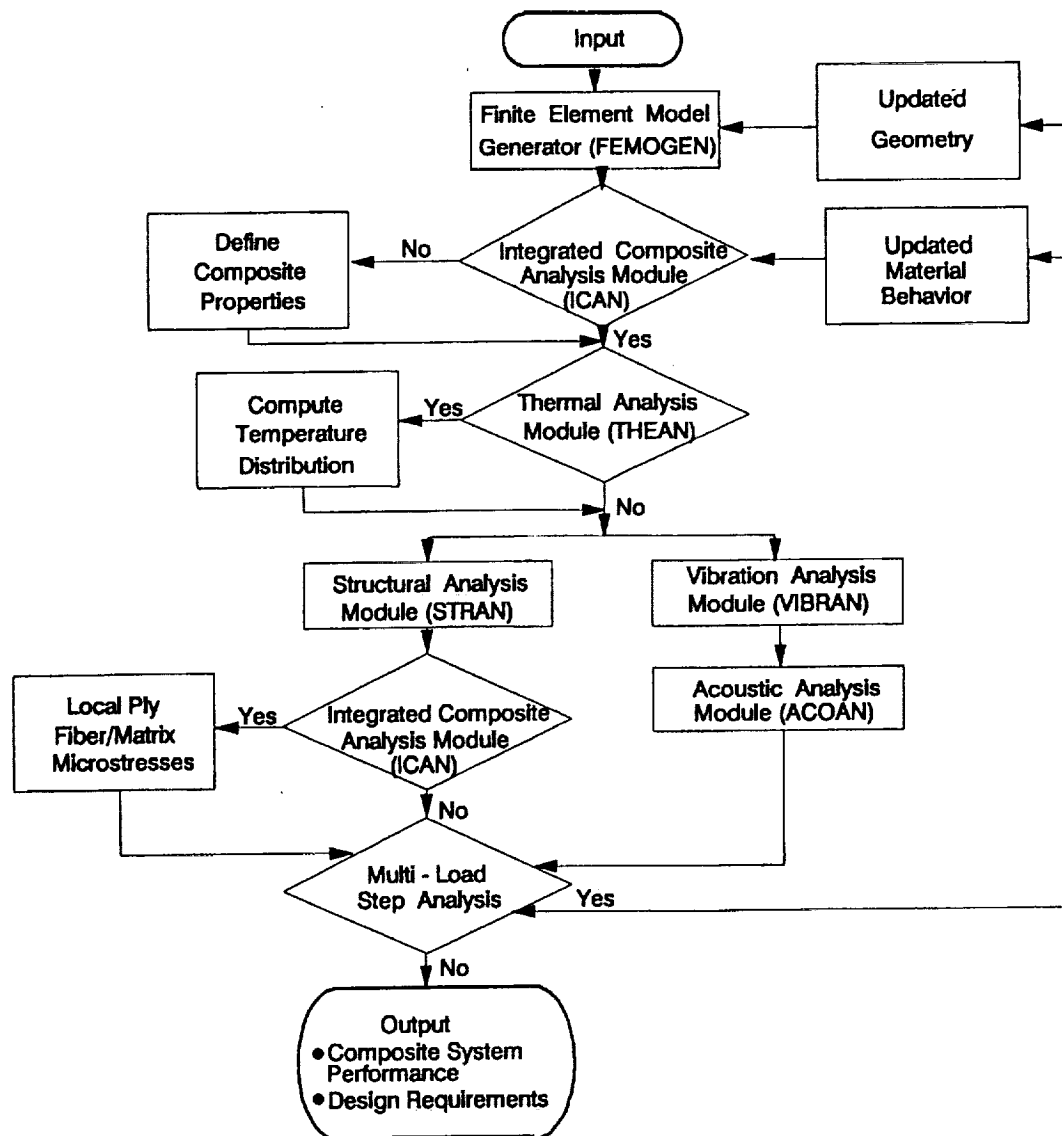 Input
Finite Element Model
Generator (FEMOGEN)
Updated
Geometry
Define
Composite
Properties
No
Integrated Composite
Analysis Module
(ICAN)
Updated
Material
Behavior
Yes
Compute
Temperature
Distribution
Yes
Thermal Analysis
Module (THEAN)
No
Structural Analysis
Module (STRAN)
Vibration Analysis
Module (VIBRAN)
Local Ply
Fiber/Matrix
Microstresses
Yes
Integrated Composite
Analysis Module
(ICAN)
Acoustic Analysis
Module (ACOAN)
No
Multi - Load
Step Analysis
Yes
No
Output
● Composite System
Performance
● Design Requirements